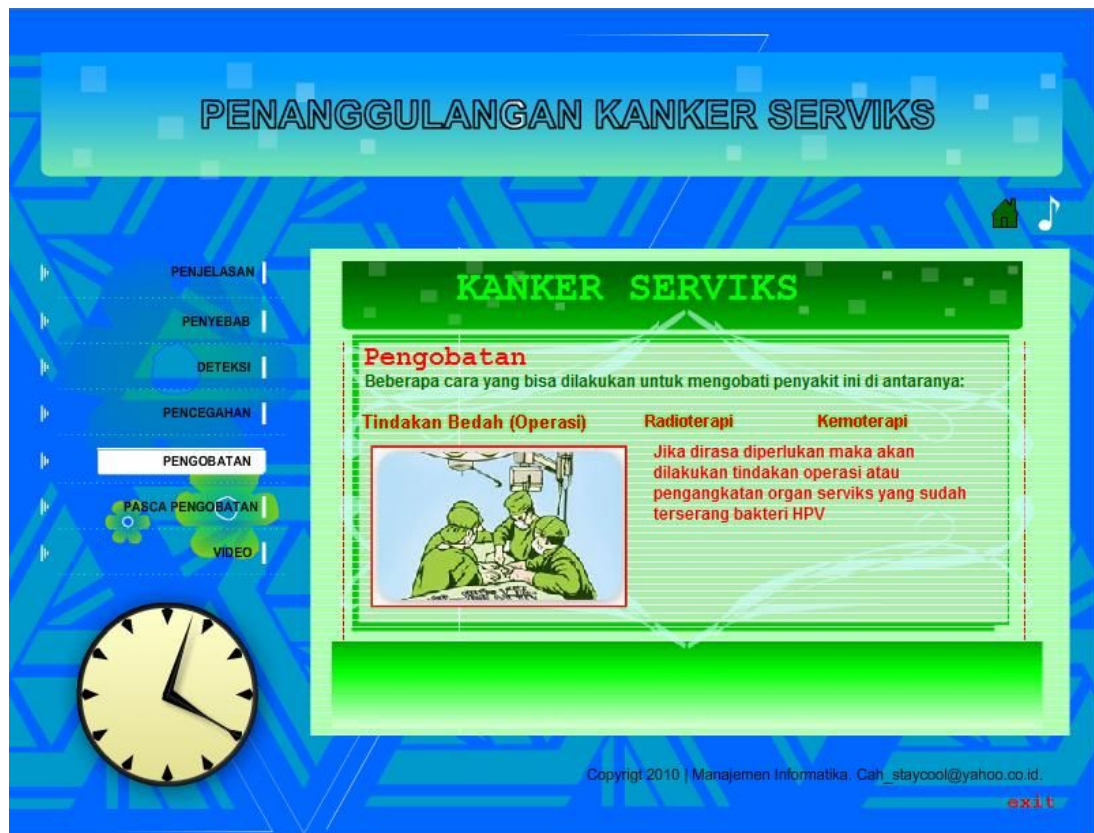 PENANGGULANGAN KANKER SERVIKS
PENJELASAN
PENYEBAB
DETEKSI
PENCEGAHAN
PENGOBATAN
PASCA PENGOBATAN
VIDEO
KANKER SERVIKS
Pengobatan
Beberapa cara yang bisa dilakukan untuk mengobati penyakit ini di antaranya:
Tindakan Bedah (Operasi)
Radioterapi
Kemoterapi
Jika dirasa diperlukan maka akan
dilakukan tindakan operasi atau
pengangkatan organ serviks yang sudah
terserang bakteri HPV
Copyrigt 2010 | Manajemen Informatika. Cah_staycool@yahoo.co.id.
exit